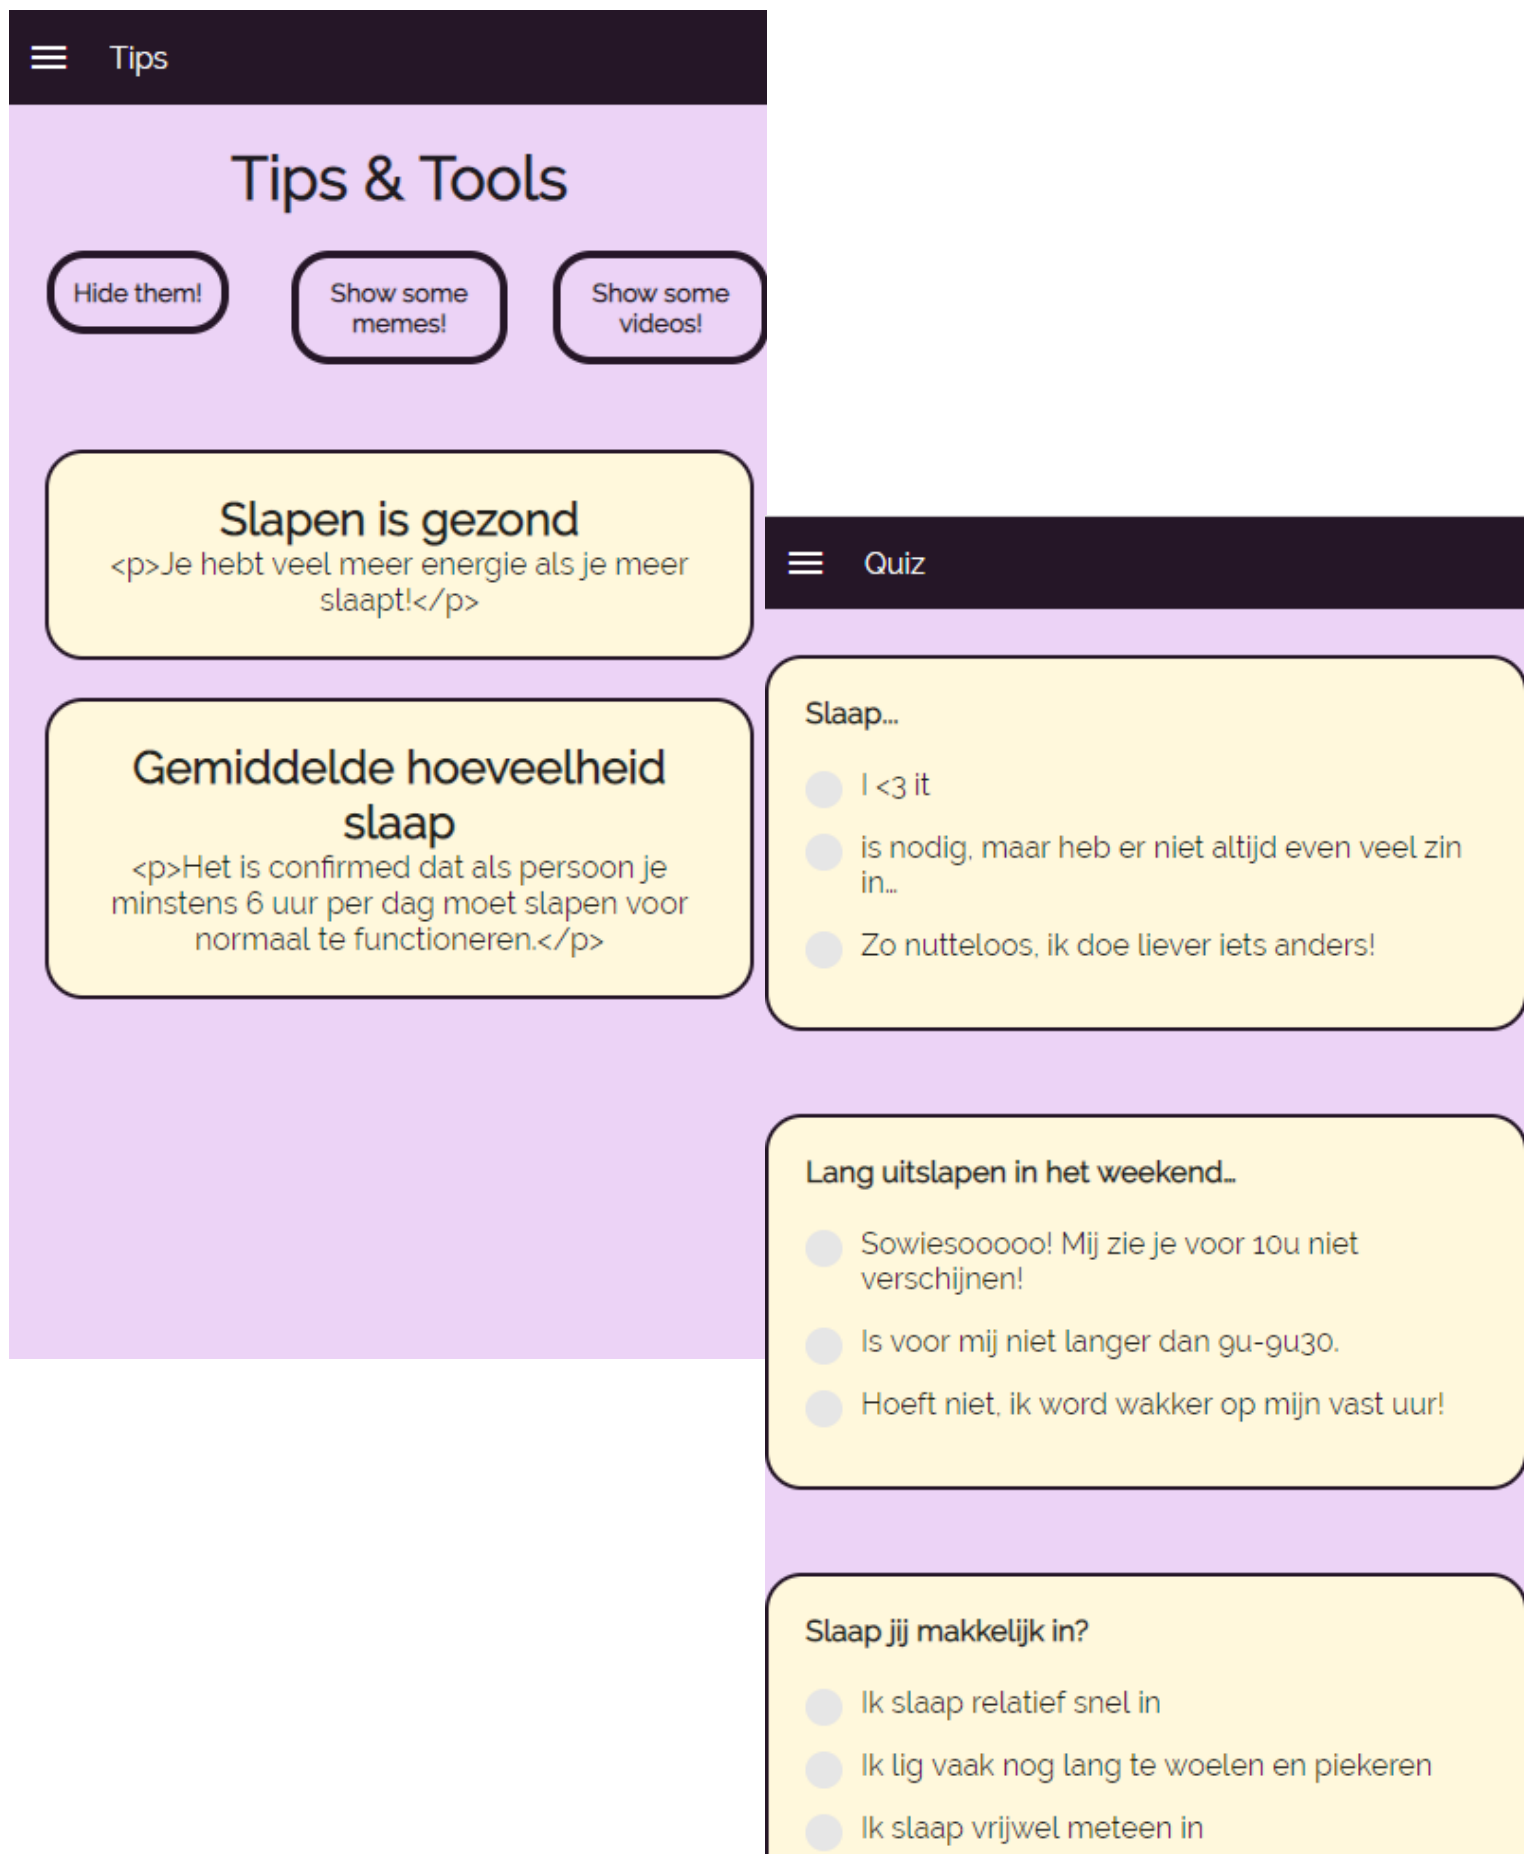 Tips
Tips & Tools
Hide them!
Show some
memes!
Show some
videos!
Slapen is gezond
<p>Je hebt veel meer energie als je meer
slaapt!</p>
Gemiddelde hoeveelheid
slaap
<p>Het is confirmed dat als persoon je
minstens 6 uur per dag moet slapen voor
normaal te functioneren.</p>
Quiz
Slaap...
I <3 it
is nodig, maar heb er niet altijd even veel zin
in...
Zo nutteloos, ik doe liever iets anders!
Lang uitslapen in het weekend...
Sowiesooooo! Mij zie je voor 10u niet
verschijnen!
Is voor mij niet langer dan 9u-9u30.
Hoeft niet, ik word wakker op mijn vast uur!
Slaap jij makkelijk in?
Ik slaap relatief snel in
Ik lig vaak nog lang te woelen en piekeren
Ik slaap vrijwel meteen in